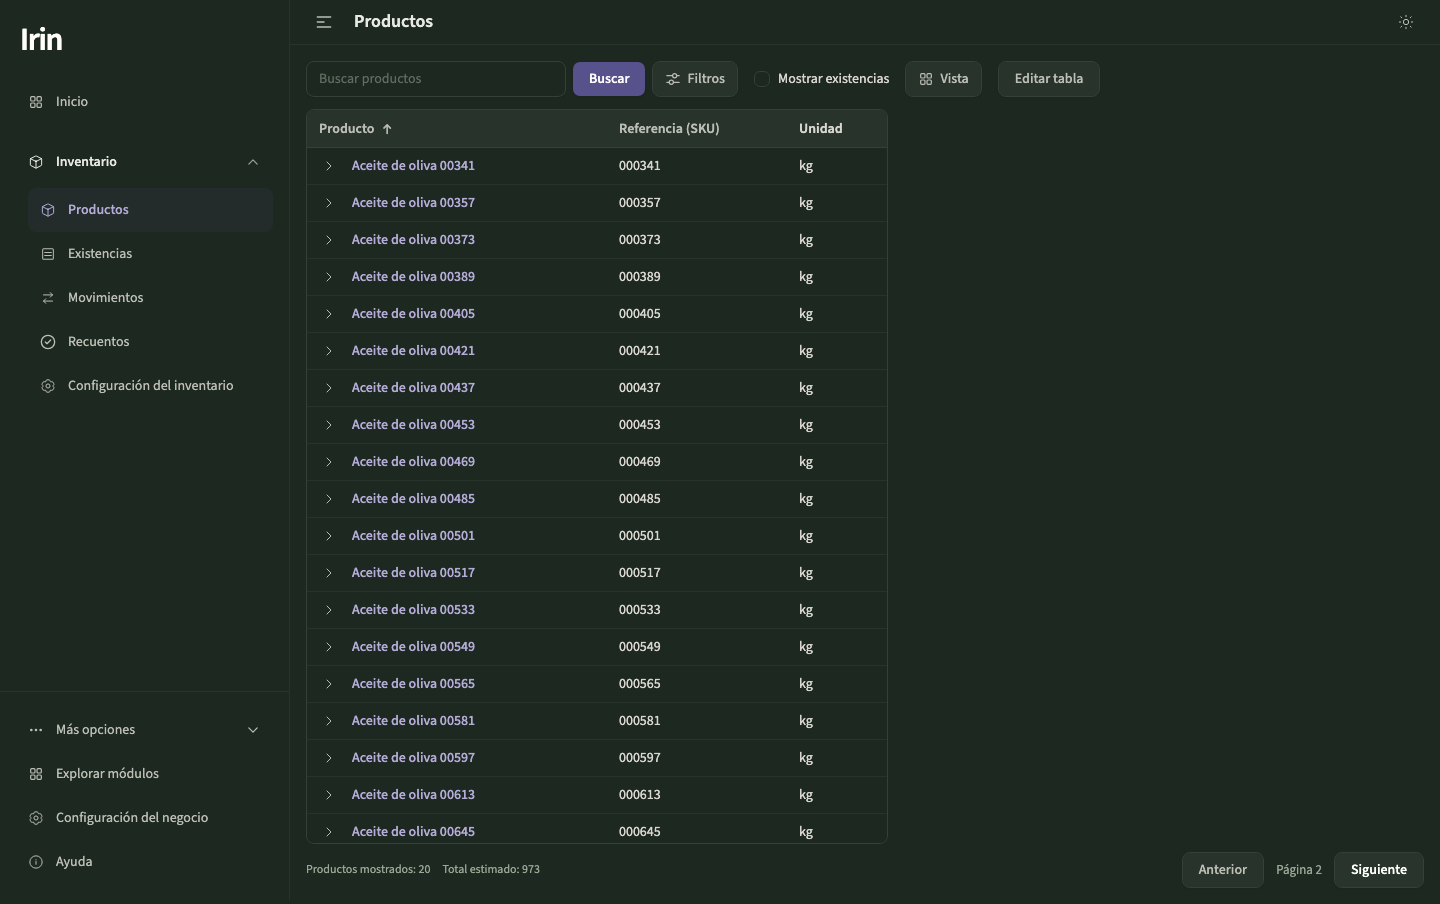 Irin
Inicio
Inventario
Productos
Existencias
Movimientos
Recuentos
Configuración del inventario
Más opciones
Explorar módulos
Configuración del negocio
Ayuda
Productos
Buscar productos Buscar Filtros Mostrar existencias Vista Editar tabla
Producto Referencia (SKU) Unidad
Aceite de oliva 00341 000341 kg
Aceite de oliva 00357 000357 kg
Aceite de oliva 00373 000373 kg
Aceite de oliva 00389 000389 kg
Aceite de oliva 00405 000405 kg
Aceite de oliva 00421 000421 kg
Aceite de oliva 00437 000437 kg
Aceite de oliva 00453 000453 kg
Aceite de oliva 00469 000469 kg
Aceite de oliva 00485 000485 kg
Aceite de oliva 00501 000501 kg
Aceite de oliva 00517 000517 kg
Aceite de oliva 00533 000533 kg
Aceite de oliva 00549 000549 kg
Aceite de oliva 00565 000565 kg
Aceite de oliva 00581 000581 kg
Aceite de oliva 00597 000597 kg
Aceite de oliva 00613 000613 kg
Aceite de oliva 00645 000645 kg
Productos mostrados: 20 Total estimado: 973 Anterior Página 2 Siguiente